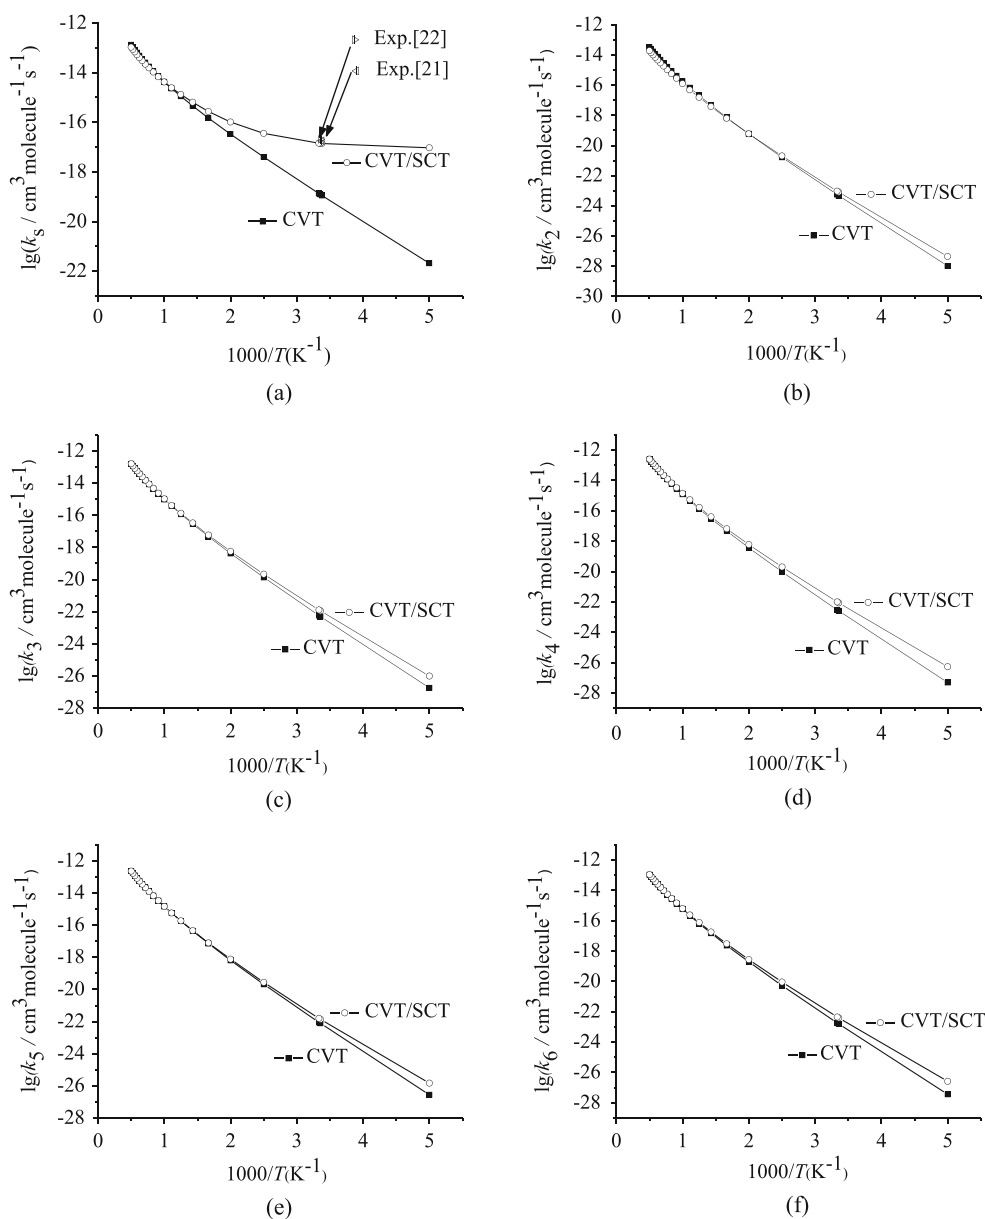 lg(kₛ / cm³molecule⁻¹s⁻¹)
-12
-14
-16
-18
-20
-22
Exp.[22]
Exp.[21]
CVT/SCT
CVT
0 1 2 3 4 5
1000/T(K⁻¹)
(a)
lg(k₂ / cm³molecule⁻¹s⁻¹)
-12
-14
-16
-18
-20
-22
-24
-26
-28
-30
CVT/SCT
CVT
0 1 2 3 4 5
1000/T(K⁻¹)
(b)
lg(k₃ / cm³molecule⁻¹s⁻¹)
-12
-14
-16
-18
-20
-22
-24
-26
-28
CVT/SCT
CVT
0 1 2 3 4 5
1000/T(K⁻¹)
(c)
lg(k₄ / cm³molecule⁻¹s⁻¹)
-12
-14
-16
-18
-20
-22
-24
-26
-28
CVT/SCT
CVT
0 1 2 3 4 5
1000/T(K⁻¹)
(d)
lg(k₅ / cm³molecule⁻¹s⁻¹)
-12
-14
-16
-18
-20
-22
-24
-26
-28
CVT/SCT
CVT
0 1 2 3 4 5
1000/T(K⁻¹)
(e)
lg(k₆ / cm³molecule⁻¹s⁻¹)
-12
-14
-16
-18
-20
-22
-24
-26
-28
CVT/SCT
CVT
0 1 2 3 4 5
1000/T(K⁻¹)
(f)